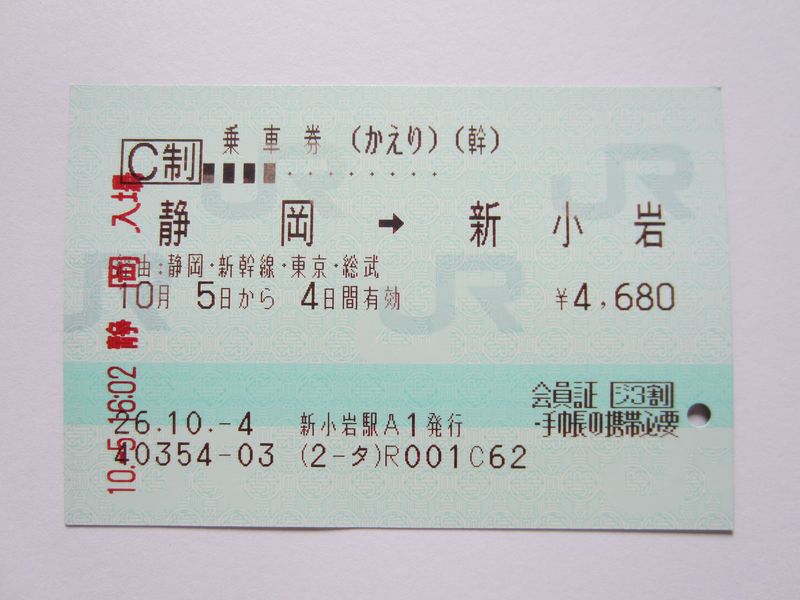 乗車券 (かえり) (幹)
C制
静岡 → 新小岩
経由:静岡・新幹線・東京・総武
10月 5日から 4日間有効 ¥4,680
会員証 ジ3割
・手帳の携帯必要
26.10.-4 新小岩駅A1発行
40354-03 (2-タ)R001C62
10.5 16:02 静岡 入場
JR
JR
JR
JR